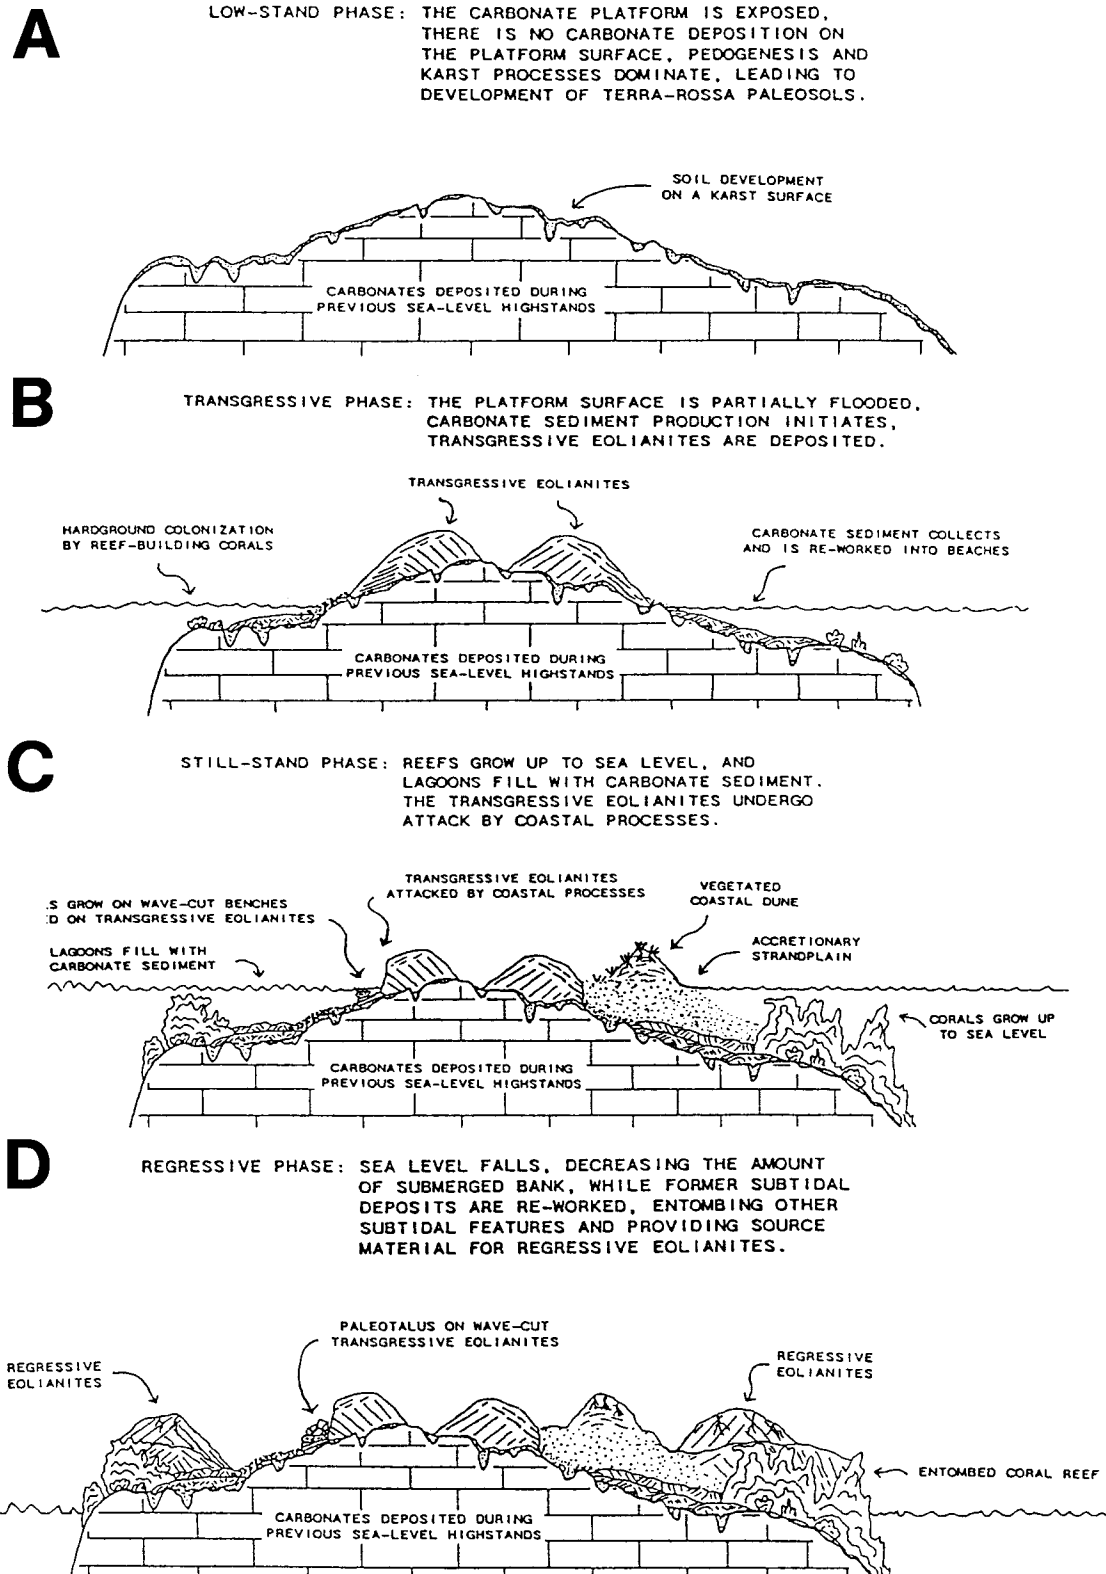 A
LOW-STAND PHASE: THE CARBONATE PLATFORM IS EXPOSED,
THERE IS NO CARBONATE DEPOSITION ON
THE PLATFORM SURFACE, PEDOGENESIS AND
KARST PROCESSES DOMINATE, LEADING TO
DEVELOPMENT OF TERRA-ROSSA PALEOSOLS.
SOIL DEVELOPMENT
ON A KARST SURFACE
CARBONATES DEPOSITED DURING
PREVIOUS SEA-LEVEL HIGHSTANDS
B
TRANSGRESSIVE PHASE: THE PLATFORM SURFACE IS PARTIALLY FLOODED,
CARBONATE SEDIMENT PRODUCTION INITIATES,
TRANSGRESSIVE EOLIANITES ARE DEPOSITED.
TRANSGRESSIVE EOLIANITES
HARDGROUND COLONIZATION
BY REEF-BUILDING CORALS
CARBONATE SEDIMENT COLLECTS
AND IS RE-WORKED INTO BEACHES
CARBONATES DEPOSITED DURING
PREVIOUS SEA-LEVEL HIGHSTANDS
C
STILL-STAND PHASE: REEFS GROW UP TO SEA LEVEL, AND
LAGOONS FILL WITH CARBONATE SEDIMENT.
THE TRANSGRESSIVE EOLIANITES UNDERGO
ATTACK BY COASTAL PROCESSES.
TRANSGRESSIVE EOLIANITES
ATTACKED BY COASTAL PROCESSES
VEGETATED
COASTAL DUNE
S GROW ON WAVE-CUT BENCHES
D ON TRANSGRESSIVE EOLIANITES
LAGOONS FILL WITH
CARBONATE SEDIMENT
ACCRETIONARY
STRANDPLAIN
CORALS GROW UP
TO SEA LEVEL
CARBONATES DEPOSITED DURING
PREVIOUS SEA-LEVEL HIGHSTANDS
D
REGRESSIVE PHASE: SEA LEVEL FALLS, DECREASING THE AMOUNT
OF SUBMERGED BANK, WHILE FORMER SUBTIDAL
DEPOSITS ARE RE-WORKED, ENTOMBING OTHER
SUBTIDAL FEATURES AND PROVIDING SOURCE
MATERIAL FOR REGRESSIVE EOLIANITES.
PALEOTALUS ON WAVE-CUT
TRANSGRESSIVE EOLIANITES
REGRESSIVE
EOLIANITES
REGRESSIVE
EOLIANITES
ENTOMBED CORAL REEF
CARBONATES DEPOSITED DURING
PREVIOUS SEA-LEVEL HIGHSTANDS